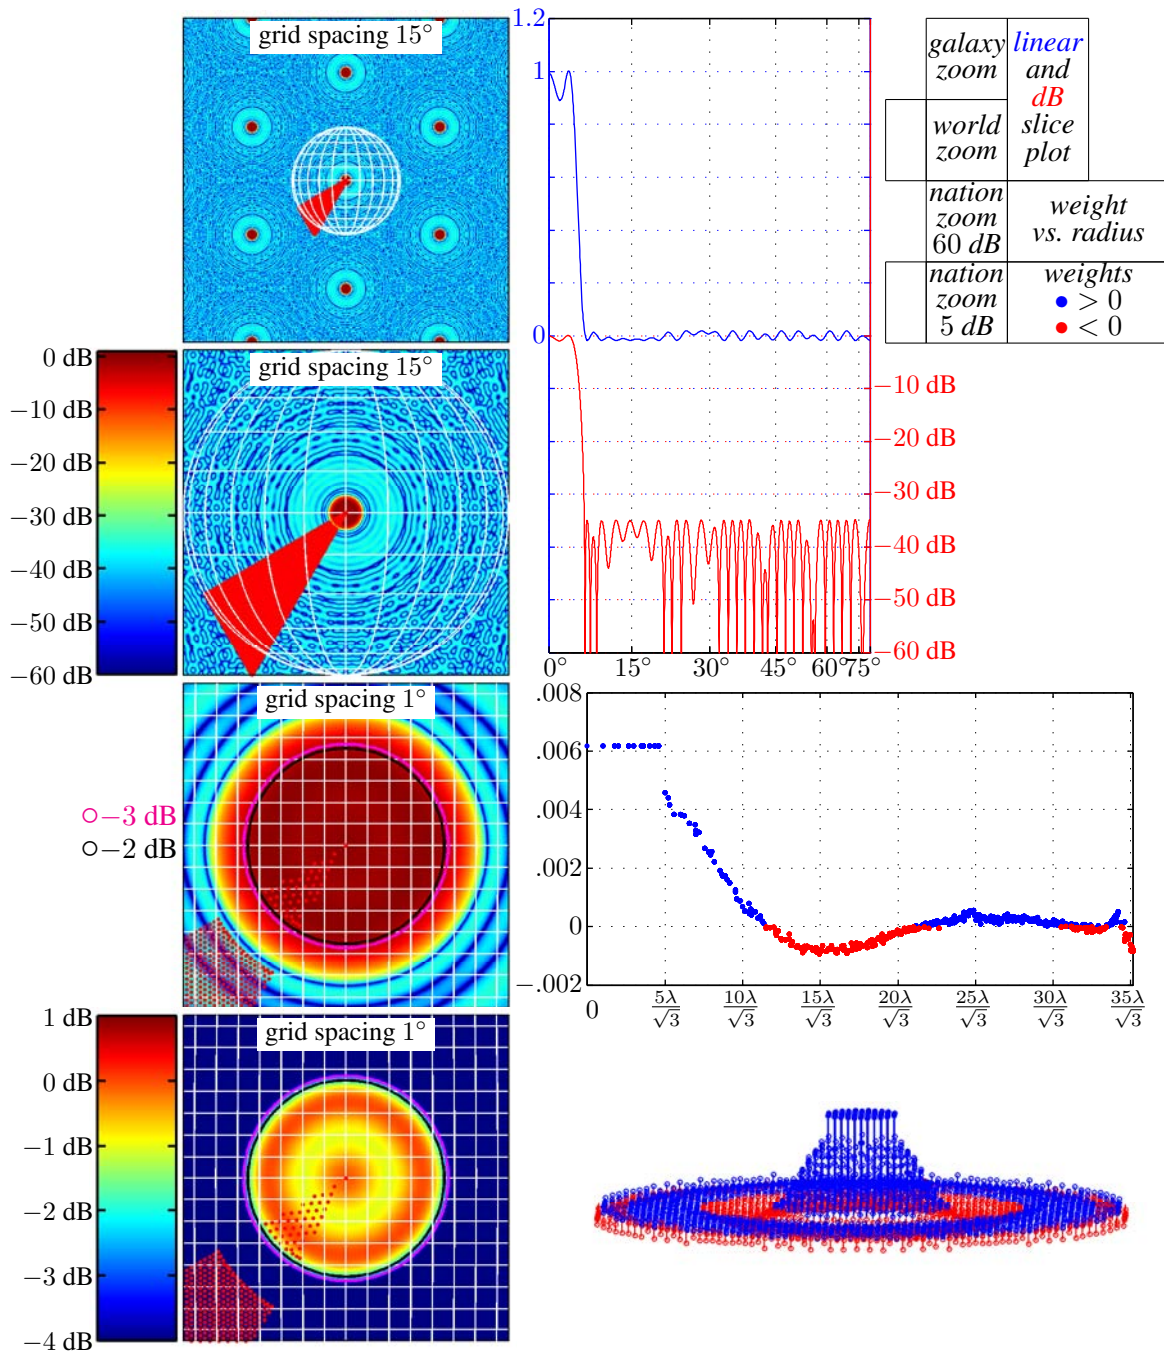 grid spacing 15°
1.2
1
0
−10 dB
−20 dB
−30 dB
−40 dB
−50 dB
−60 dB
0° 15° 30° 45° 60° 75°
galaxy
zoom
linear
and
dB
slice
plot
world
zoom
nation
zoom
60 dB
weight
vs. radius
nation
zoom
5 dB
weights
> 0
< 0
0 dB
−10 dB
−20 dB
−30 dB
−40 dB
−50 dB
−60 dB
grid spacing 15°
grid spacing 1°
−3 dB
−2 dB
.008
.006
.004
.002
0
−.002
0 5λ/√3 10λ/√3 15λ/√3 20λ/√3 25λ/√3 30λ/√3 35λ/√3
1 dB
0 dB
−1 dB
−2 dB
−3 dB
−4 dB
grid spacing 1°